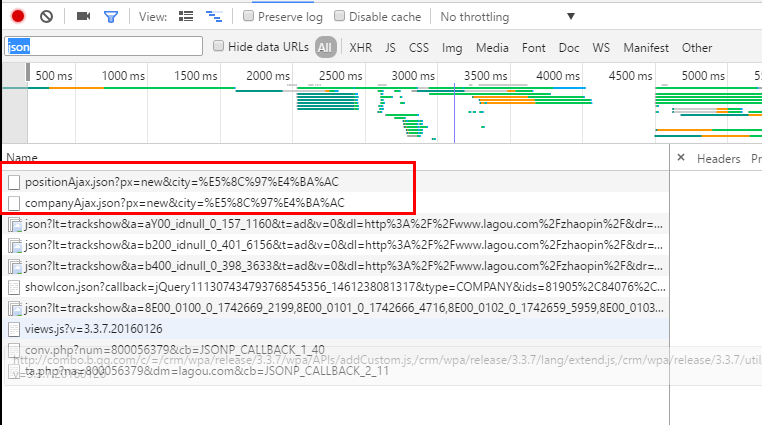 View: Preserve log Disable cache No throttling
json Hide data URLs All XHR JS CSS Img Media Font Doc WS Manifest Other
500 ms 1000 ms 1500 ms 2000 ms 2500 ms 3000 ms 3500 ms 4000 ms 4500 ms 5000 ms
Name × Headers
positionAjax.json?px=new&city=%E5%8C%97%E4%BA%AC
companyAjax.json?px=new&city=%E5%8C%97%E4%BA%AC
json?lt=trackshow&a=aY00_idnull_0_157_1160&t=ad&v=0&dl=http%3A%2F%2Fwww.lagou.com%2Fzhaopin%2F&dr=...
json?lt=trackshow&a=b200_idnull_0_401_6156&t=ad&v=0&dl=http%3A%2F%2Fwww.lagou.com%2Fzhaopin%2F&dr=...
json?lt=trackshow&a=b400_idnull_0_398_3633&t=ad&v=0&dl=http%3A%2F%2Fwww.lagou.com%2Fzhaopin%2F&dr=...
showIcon.json?callback=jQuery111307434793768545356_1461238081317&type=COMPANY&ids=81905%2C84076%2C...
json?lt=trackshow&a=8E00_0100_0_1742669_2199,8E00_0101_0_1742666_4716,8E00_0102_0_1742659_5959,8E00_0103...
views.js?v=3.3.7.20160126
conv.php?num=800056379&cb=JSONP_CALLBACK_1_40
http://combo.b.qq.com/c/=/crm/wpa/release/3.3.7/wpa/APIs/addCustom.js,/crm/wpa/release/3.3.7/lang/extend.js,/crm/wpa/release/3.3.7/util
ta.php?na=800056379&dm=lagou.com&cb=JSONP_CALLBACK_2_11
v=3.3.7.20160126